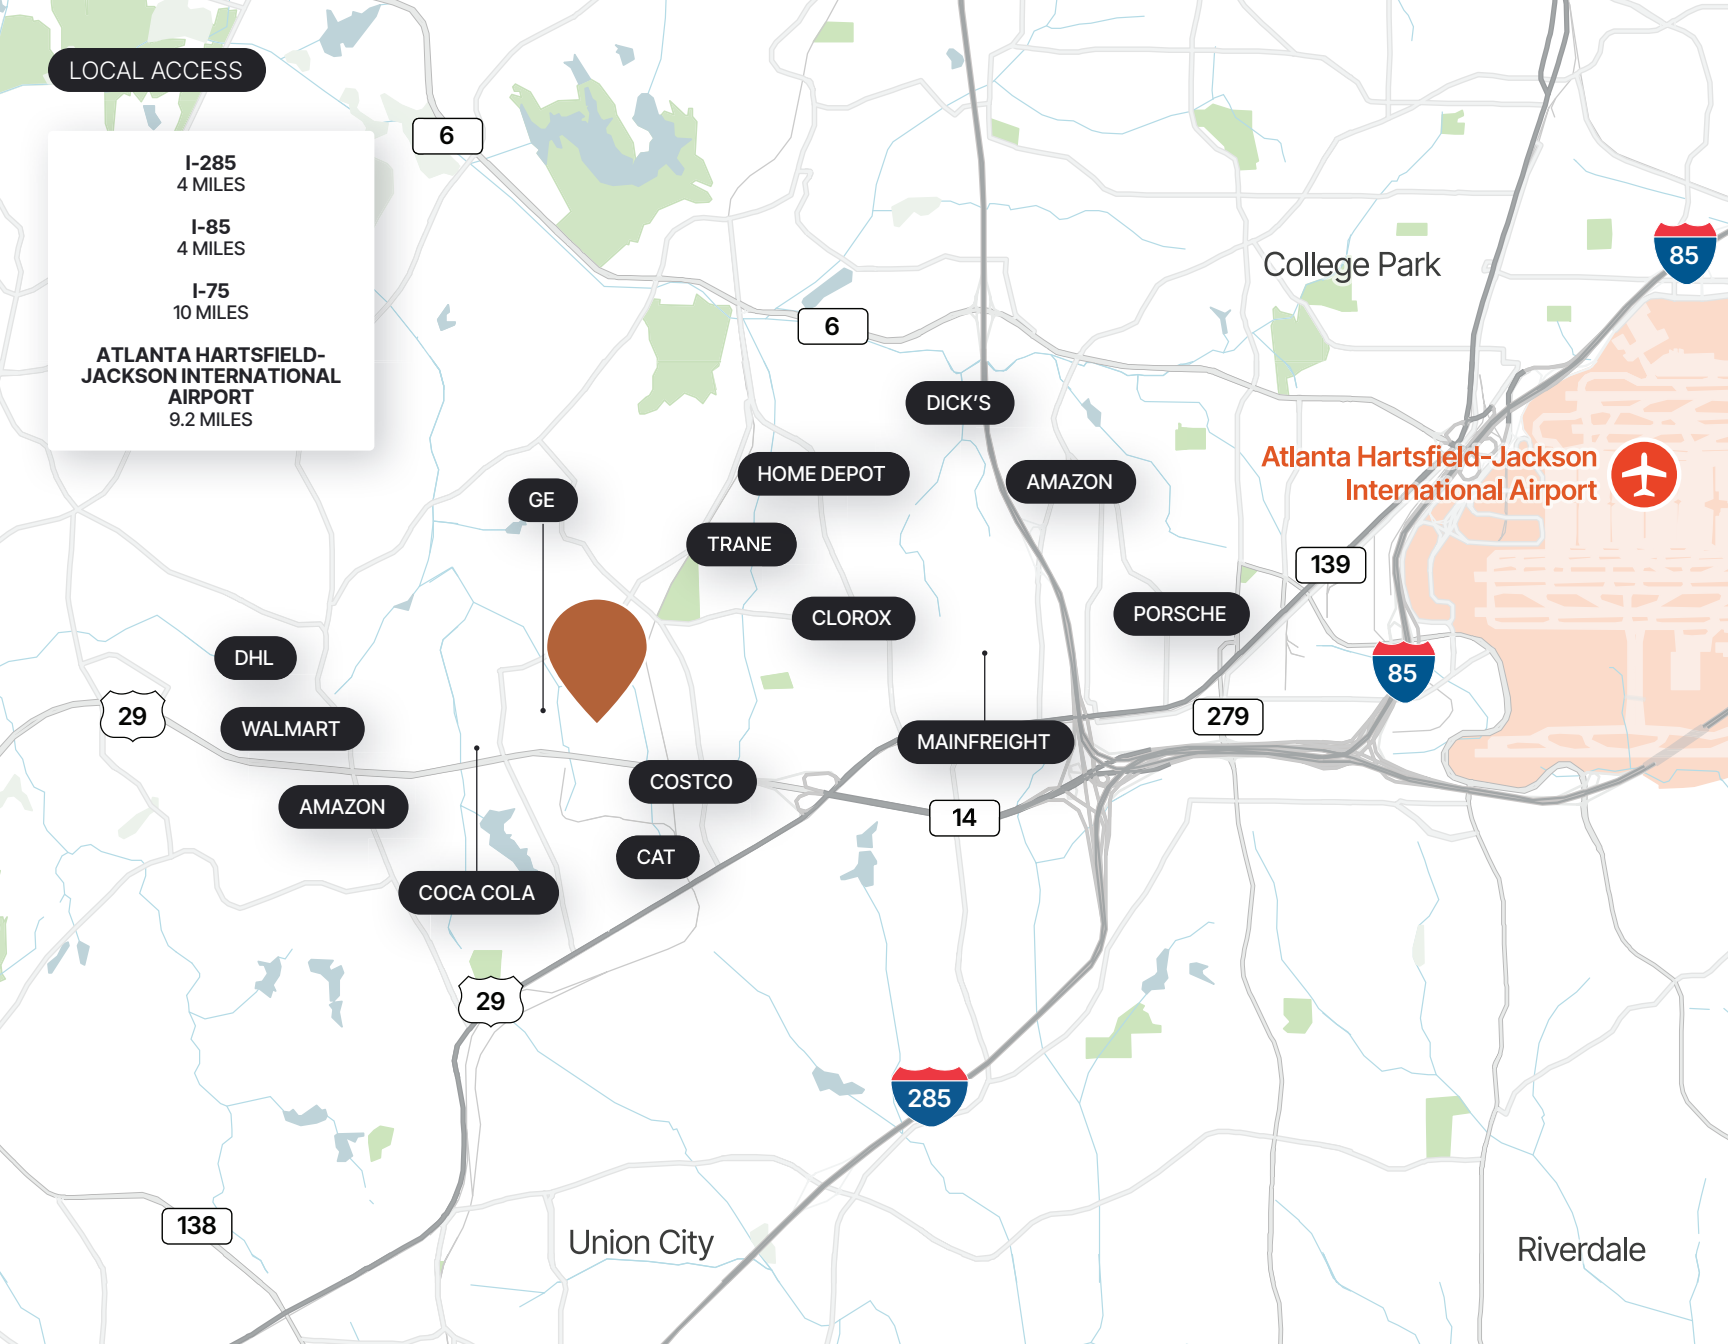 LOCAL ACCESS
I-285
4 MILES
I-85
4 MILES
I-75
10 MILES
ATLANTA HARTSFIELD-
JACKSON INTERNATIONAL
AIRPORT
9.2 MILES
6
6
College Park
85
DICK'S
HOME DEPOT
AMAZON
Atlanta Hartsfield-Jackson
International Airport
GE
TRANE
139
CLOROX
PORSCHE
DHL
85
29
WALMART
279
MAINFREIGHT
COSTCO
AMAZON
14
CAT
COCA COLA
29
285
138
Union City
Riverdale